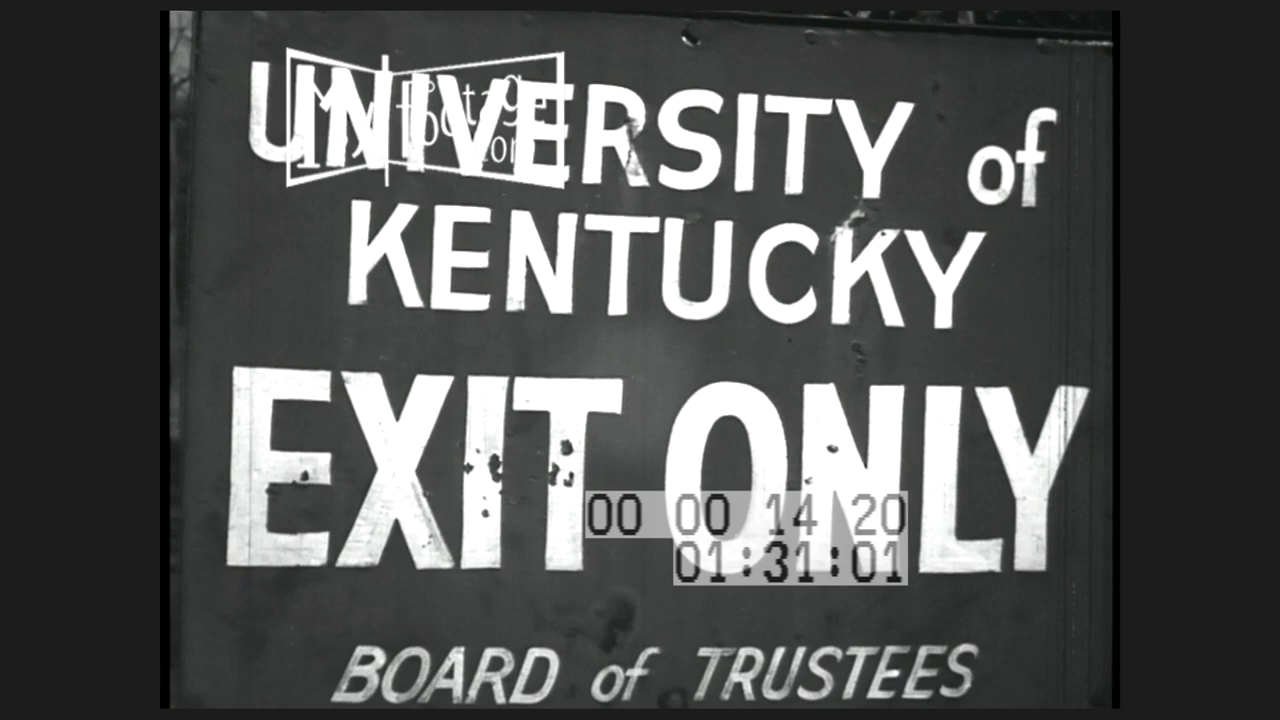 UNIVERSITY of
KENTUCKY
EXIT ONLY
00 00 14 20
01:31:01
BOARD of TRUSTEES